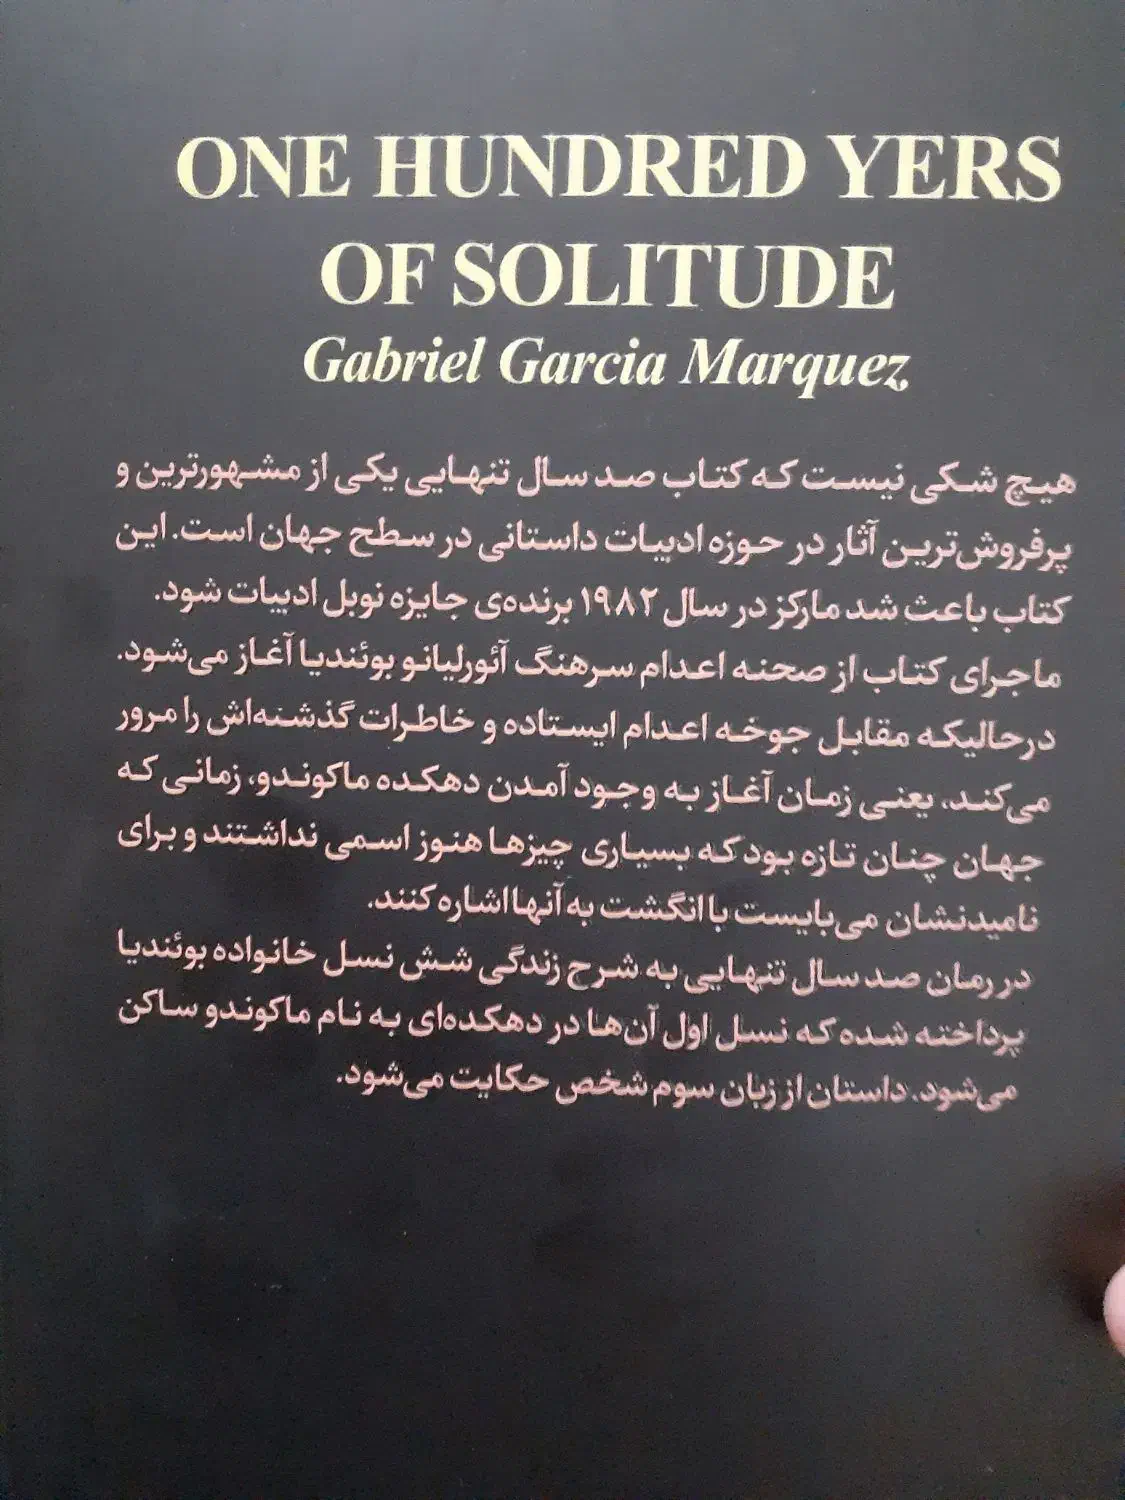 ONE HUNDRED YERS
OF SOLITUDE
Gabriel Garcia Marquez
هیچ شکی نیست که کتاب صد سال تنهایی یکی از مشهورترین و
پرفروش‌ترین آثار در حوزه ادبیات داستانی در سطح جهان است. این
کتاب باعث شد مارکز در سال ۱۹۸۲ برنده‌ی جایزه نوبل ادبیات شود.
ماجرای کتاب از صحنه اعدام سرهنگ آئورلیانو بوئندیا آغاز می‌شود.
درحالیکه مقابل جوخه اعدام ایستاده و خاطرات گذشته‌اش را مرور
می‌کند، یعنی زمان آغاز به وجود آمدن دهکده ماکوندو، زمانی که
جهان چنان تازه بود که بسیاری چیزها هنوز اسمی نداشتند و برای
نامیدنشان می‌بایست با انگشت به آنها اشاره کنند.
در رمان صد سال تنهایی به شرح زندگی شش نسل خانواده بوئندیا
پرداخته شده که نسل اول آن‌ها در دهکده‌ای به نام ماکوندو ساکن
می‌شود. داستان از زبان سوم شخص حکایت می‌شود.